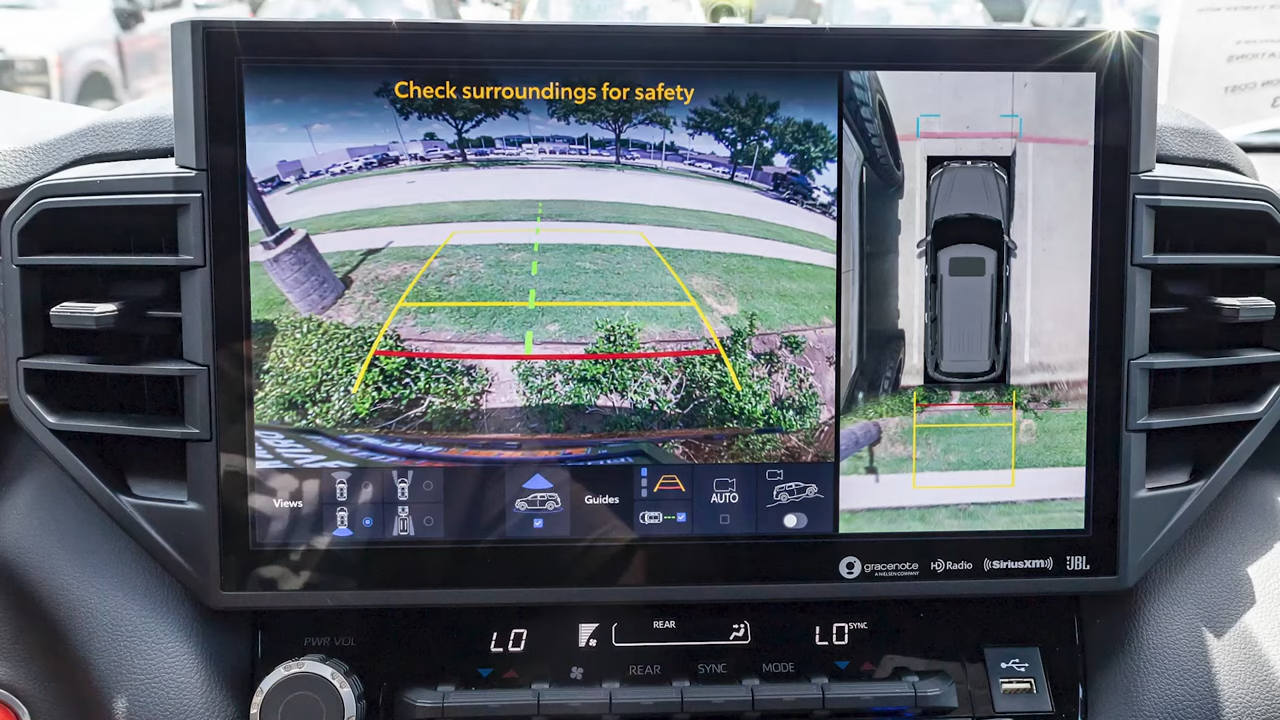 Check surroundings for safety
Views
Guides
AUTO
gracenote
A NIELSEN COMPANY
HD Radio
((SiriusXM))
JBL
PWR VOL
LO
REAR
LO SYNC
REAR
SYNC
MODE